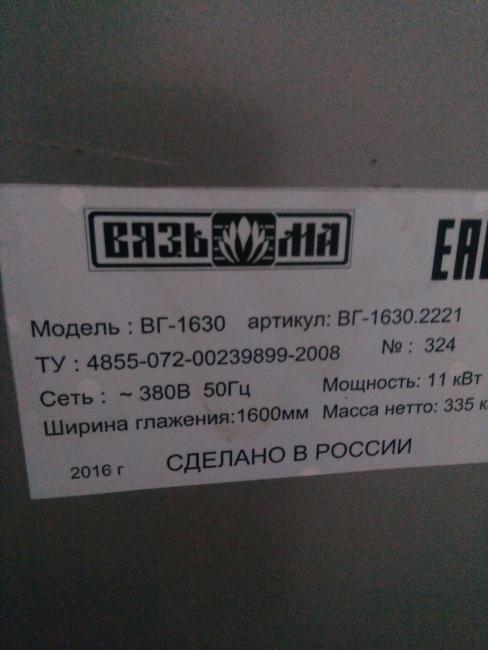 ВЯЗЬМА
EAC
Модель : ВГ-1630 артикул: ВГ-1630.2221
ТУ : 4855-072-00239899-2008 № : 324
Сеть : ~ 380В 50Гц Мощность: 11 кВт
Ширина глажения:1600мм Масса нетто: 335 к
2016 г СДЕЛАНО В РОССИИ